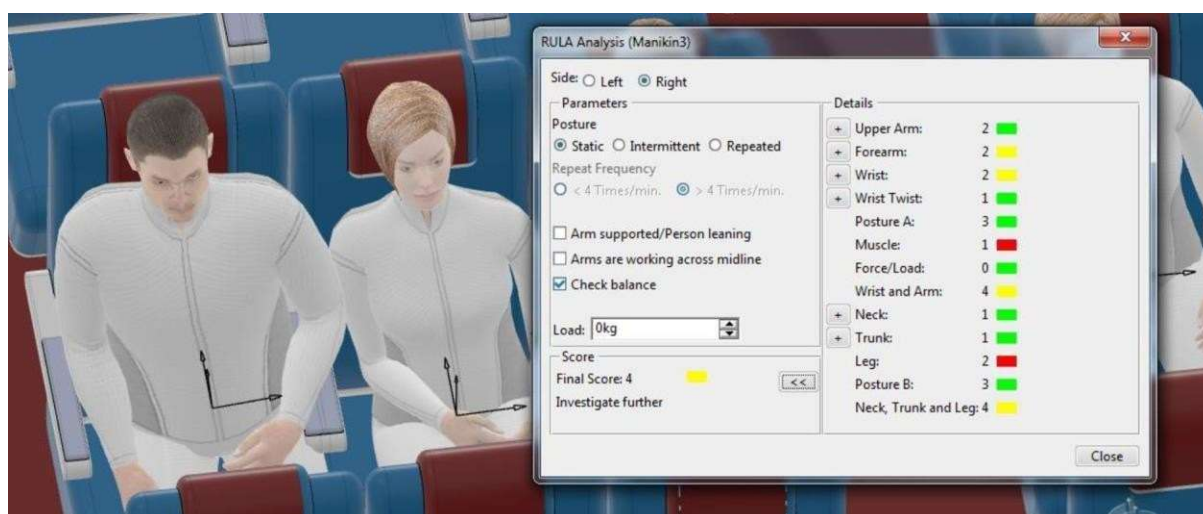 RULA Analysis (Manikin3)
Side: Left Right
Parameters
Posture
Static Intermittent Repeated
Repeat Frequency
< 4 Times/min. > 4 Times/min.
Arm supported/Person leaning
Arms are working across midline
Check balance
Load: 0kg
Score
Final Score: 4
<<
Investigate further
Details
+ Upper Arm: 2
+ Forearm: 2
+ Wrist: 2
+ Wrist Twist: 1
Posture A: 3
Muscle: 1
Force/Load: 0
Wrist and Arm: 4
+ Neck: 1
+ Trunk: 1
Leg: 2
Posture B: 3
Neck, Trunk and Leg: 4
Close